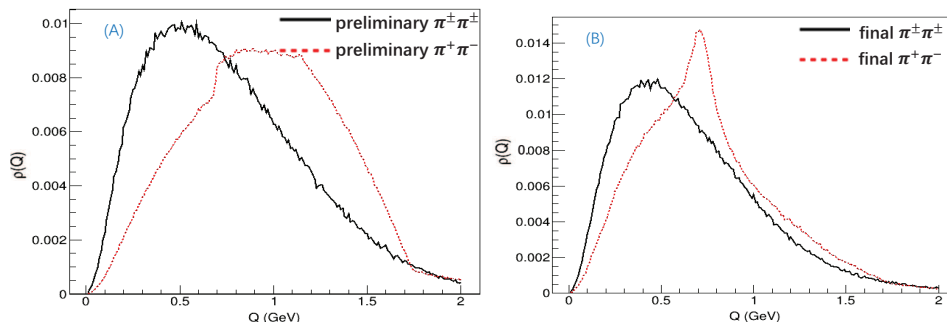 (A)
preliminary π±π±
preliminary π⁺π⁻
0.01
0.008
0.006
0.004
0.002
0
ρ(Q)
0
0.5
1
1.5
2
Q (GeV)
(B)
final π±π±
final π⁺π⁻
0.014
0.012
0.01
0.008
0.006
0.004
0.002
0
ρ(Q)
0
0.5
1
1.5
2
Q (GeV)